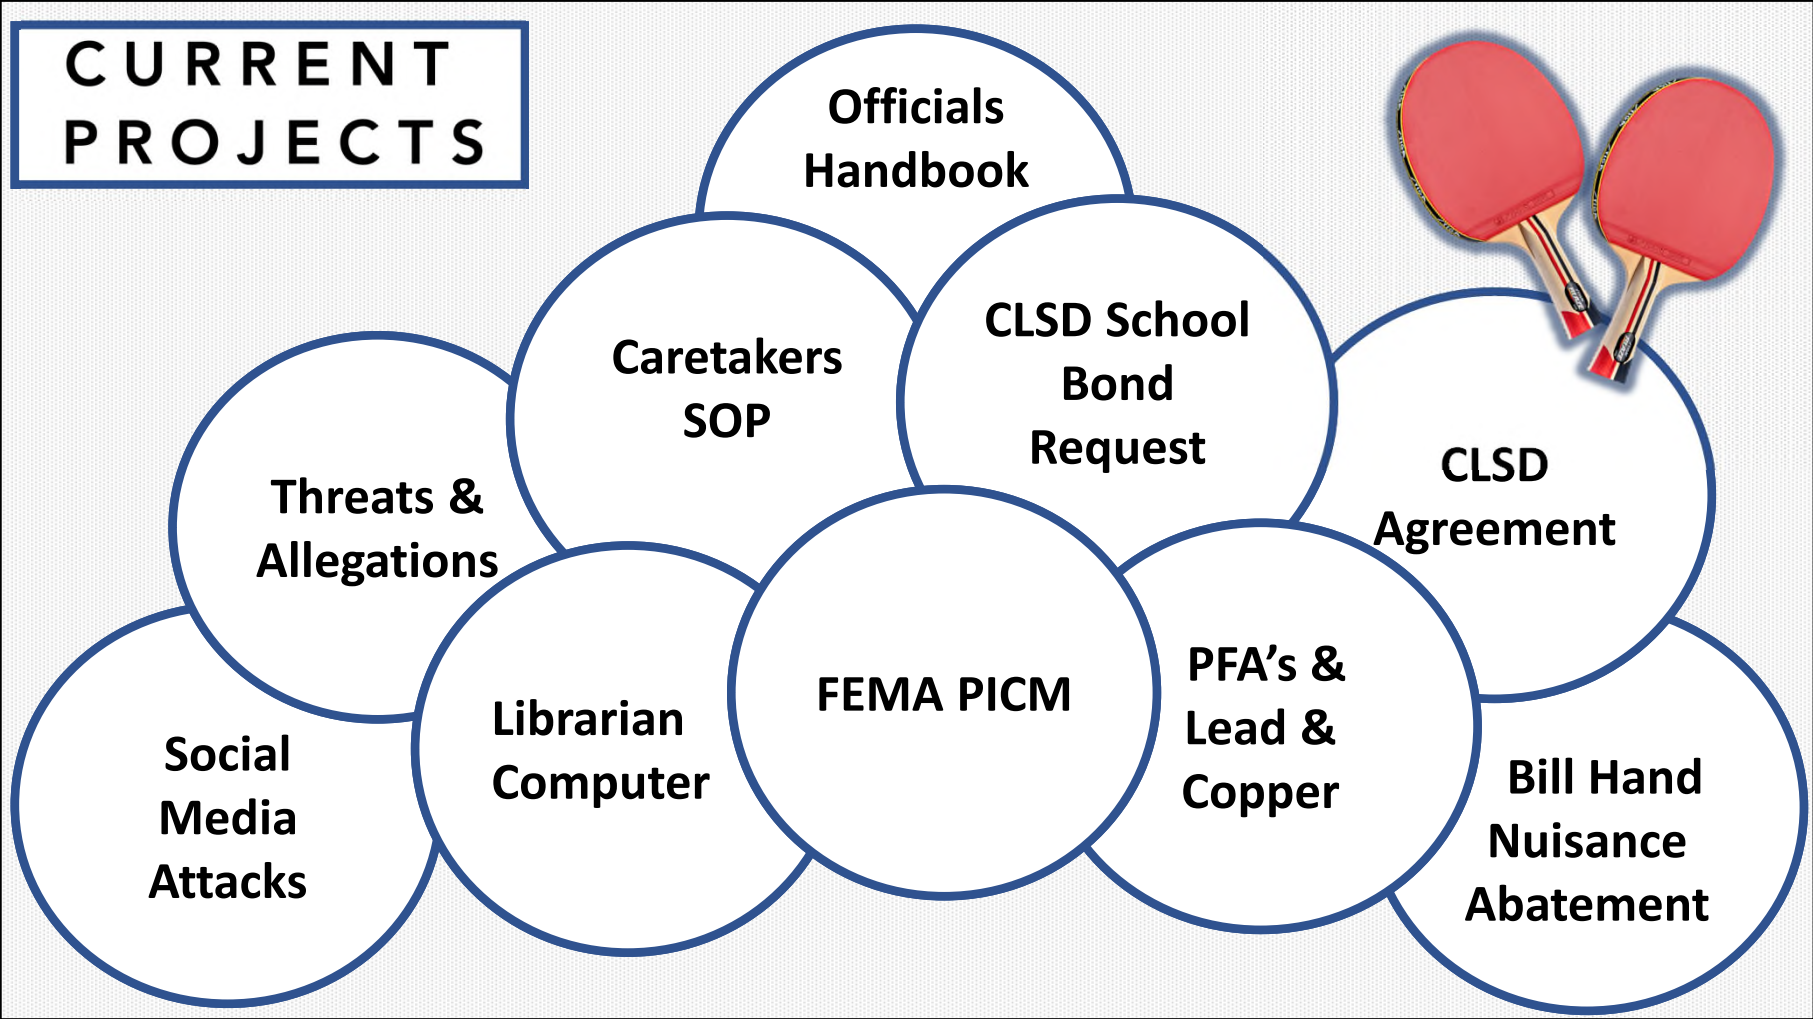 CURRENT
PROJECTS
Officials
Handbook
Caretakers
SOP
CLSD School
Bond
Request
Threats &
Allegations
CLSD
Agreement
Social
Media
Attacks
Librarian
Computer
FEMA PICM
PFA’s &
Lead &
Copper
Bill Hand
Nuisance
Abatement